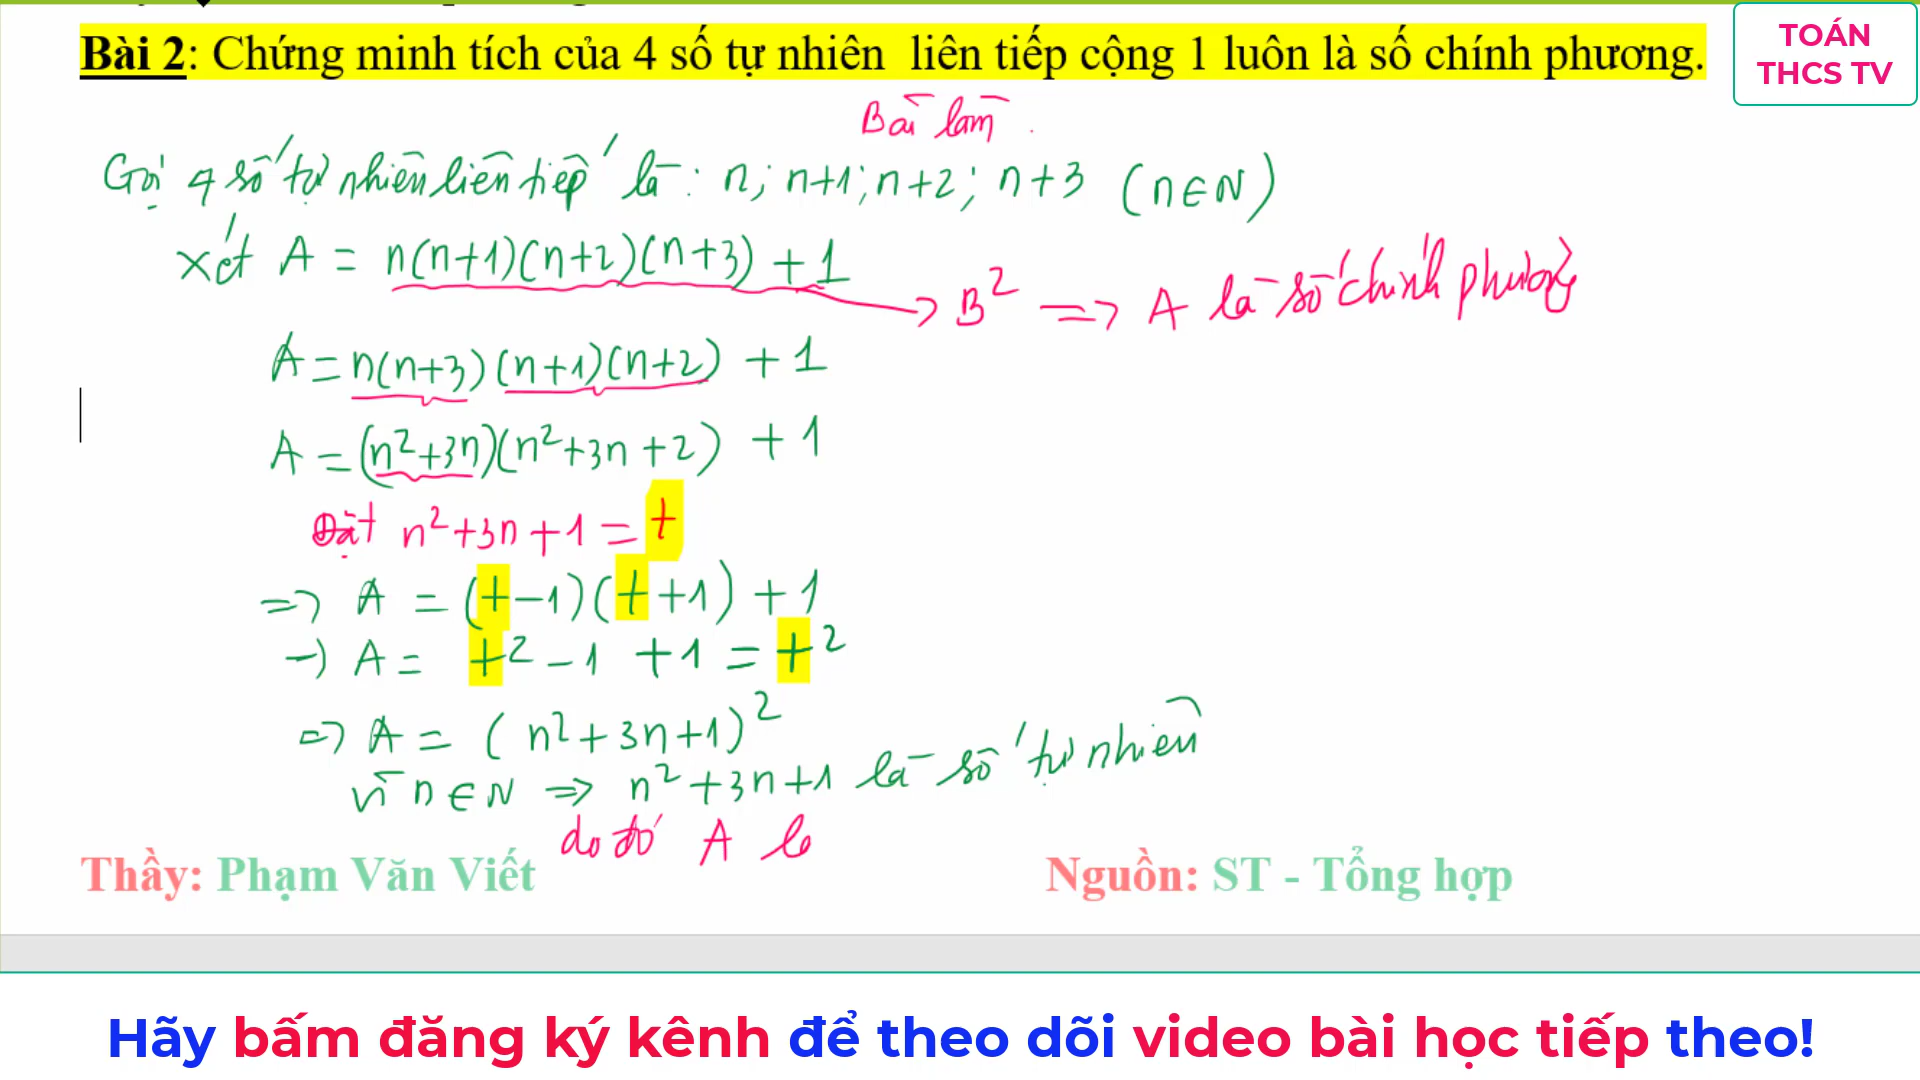 Bài 2: Chứng minh tích của 4 số tự nhiên liên tiếp cộng 1 luôn là số chính phương.
TOÁN
THCS TV
Bài làm.
Gọi 4 số tự nhiên liên tiếp là: n; n+1; n+2; n+3 (n∈N)
xét A = n(n+1)(n+2)(n+3) + 1
→ B² => A là số chính phương
A = n(n+3)(n+1)(n+2) + 1
A = (n²+3n)(n²+3n+2) + 1
Đặt n²+3n+1 = t
=> A = (t-1)(t+1) + 1
→ A = t² - 1 + 1 = t²
=> A = (n²+3n+1)²
vì n∈N => n²+3n+1 là số tự nhiên
do đó A l
Thầy: Phạm Văn Viết
Nguồn: ST - Tổng hợp
Hãy bấm đăng ký kênh để theo dõi video bài học tiếp theo!